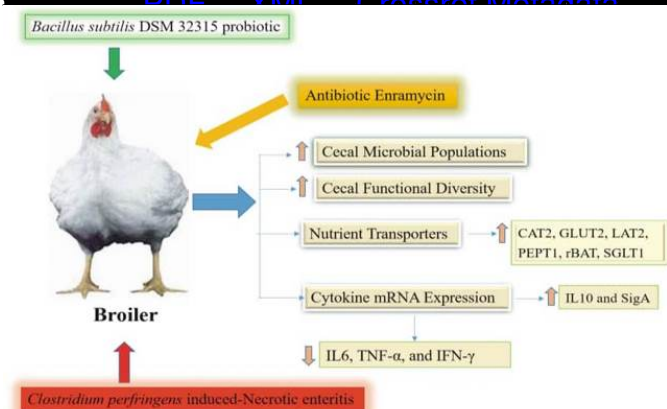 Bacillus subtilis DSM 32315 probiotic
Antibiotic Enramycin
Cecal Microbial Populations
Cecal Functional Diversity
Nutrient Transporters
CAT2, GLUT2, LAT2,
PEPT1, rBAT, SGLT1
Cytokine mRNA Expression
IL10 and SigA
Broiler
IL6, TNF-α, and IFN-γ
Clostridium perfringens induced-Necrotic enteritis